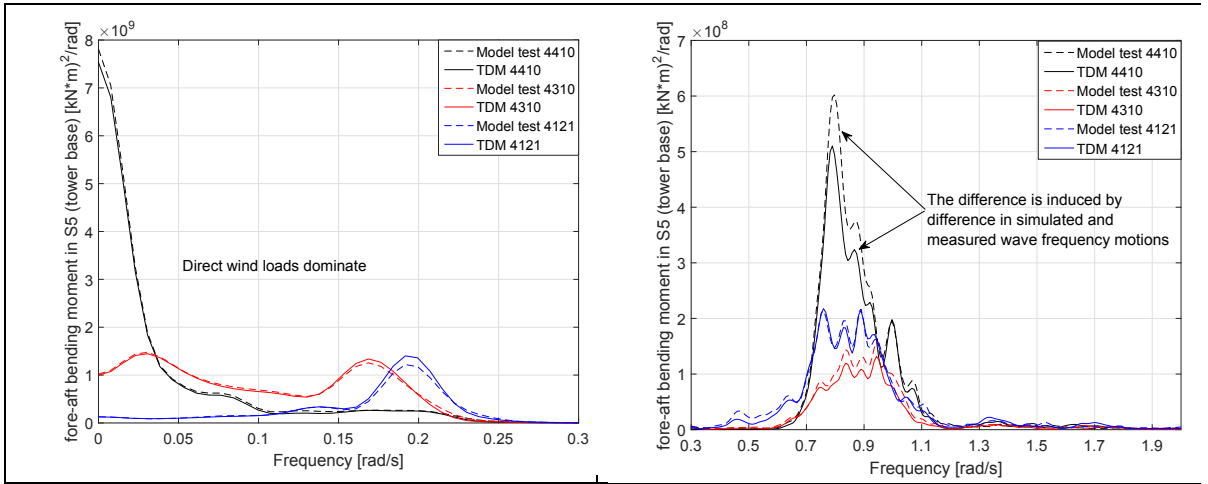 ×10⁹
8
7
6
5
4
3
2
1
0
fore-aft bending moment in S5 (tower base) [kN*m)²/rad]
Model test 4410
TDM 4410
Model test 4310
TDM 4310
Model test 4121
TDM 4121
Direct wind loads dominate
0 0.05 0.1 0.15 0.2 0.25 0.3
Frequency [rad/s]
×10⁸
7
6
5
4
3
2
1
0
fore-aft bending moment in S5 (tower base) [kN*m)²/rad]
Model test 4410
TDM 4410
Model test 4310
TDM 4310
Model test 4121
TDM 4121
The difference is induced by
difference in simulated and
measured wave frequency motions
0.3 0.5 0.7 0.9 1.1 1.3 1.5 1.7 1.9
Frequency [rad/s]